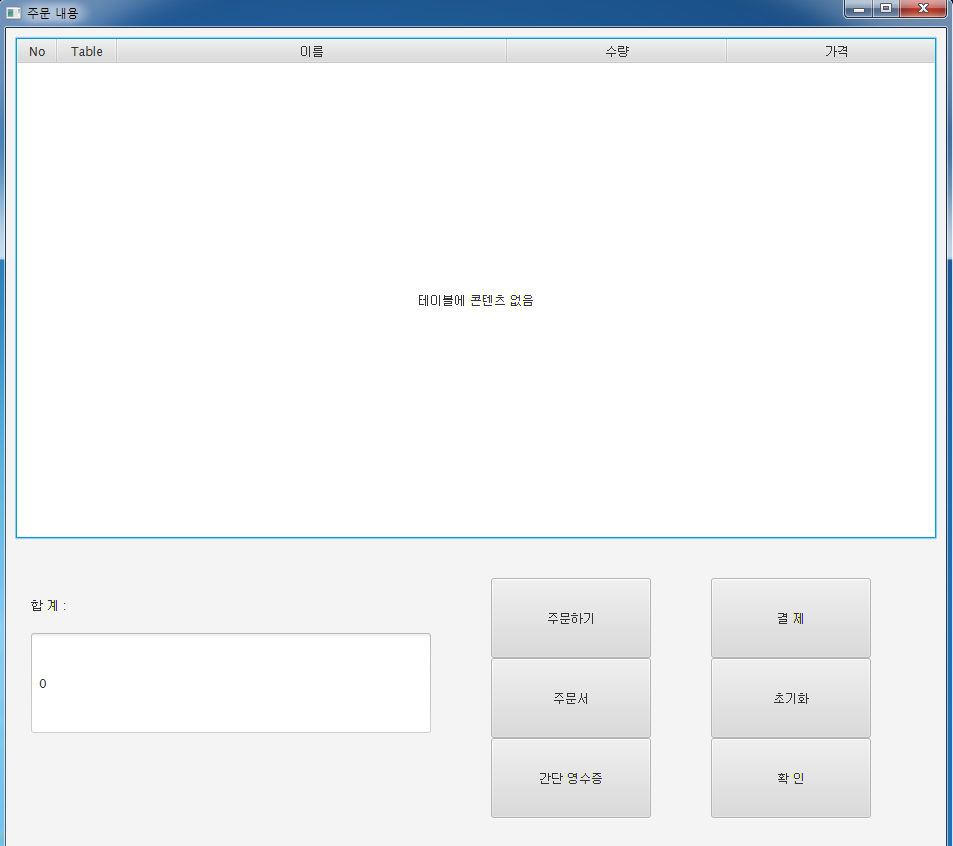 주문 내용
No Table 이름 수량 가격
테이블에 콘텐츠 없음
합 계 :
0
주문하기 결 제
주문서 초기화
간단 영수증 확 인